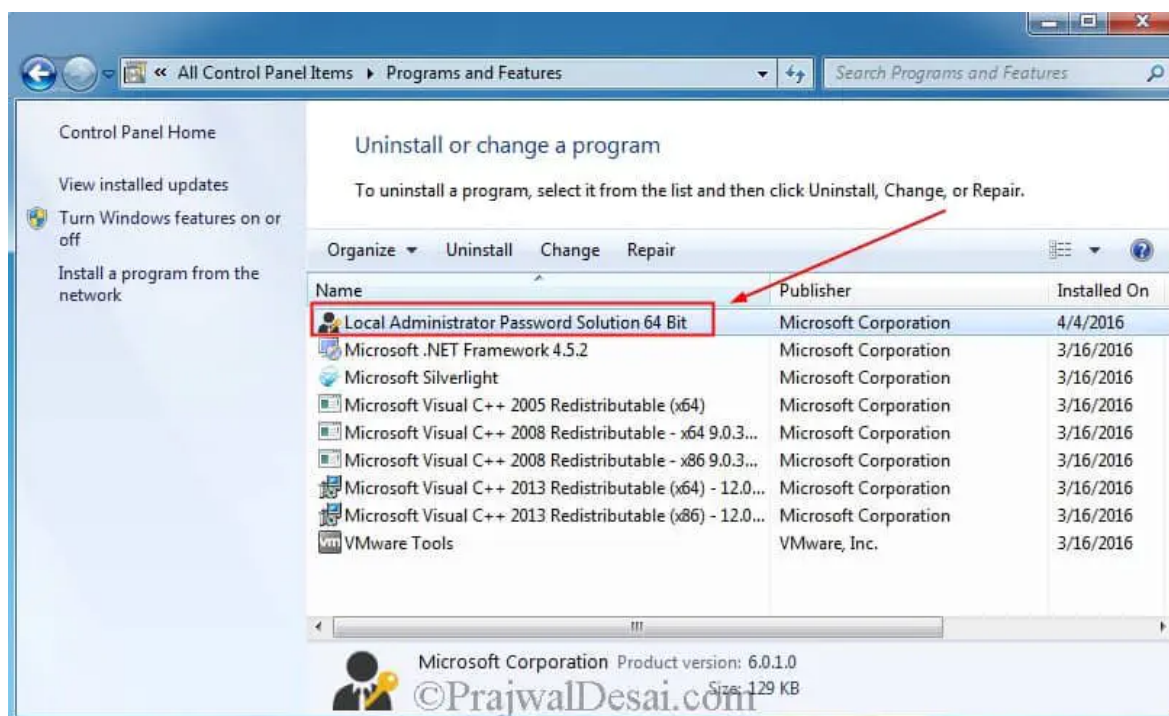 « All Control Panel Items ▸ Programs and Features
Search Programs and Features
Control Panel Home
View installed updates
Turn Windows features on or
off
Install a program from the
network
Uninstall or change a program
To uninstall a program, select it from the list and then click Uninstall, Change, or Repair.
Organize Uninstall Change Repair
Name Publisher Installed On
Local Administrator Password Solution 64 Bit Microsoft Corporation 4/4/2016
Microsoft .NET Framework 4.5.2 Microsoft Corporation 3/16/2016
Microsoft Silverlight Microsoft Corporation 3/16/2016
Microsoft Visual C++ 2005 Redistributable (x64) Microsoft Corporation 3/16/2016
Microsoft Visual C++ 2008 Redistributable - x64 9.0.3... Microsoft Corporation 3/16/2016
Microsoft Visual C++ 2008 Redistributable - x86 9.0.3... Microsoft Corporation 3/16/2016
Microsoft Visual C++ 2013 Redistributable (x64) - 12.0... Microsoft Corporation 3/16/2016
Microsoft Visual C++ 2013 Redistributable (x86) - 12.0... Microsoft Corporation 3/16/2016
vm VMware Tools VMware, Inc. 3/16/2016
Microsoft Corporation Product version: 6.0.1.0
Size: 129 KB
©PrajwalDesai.com